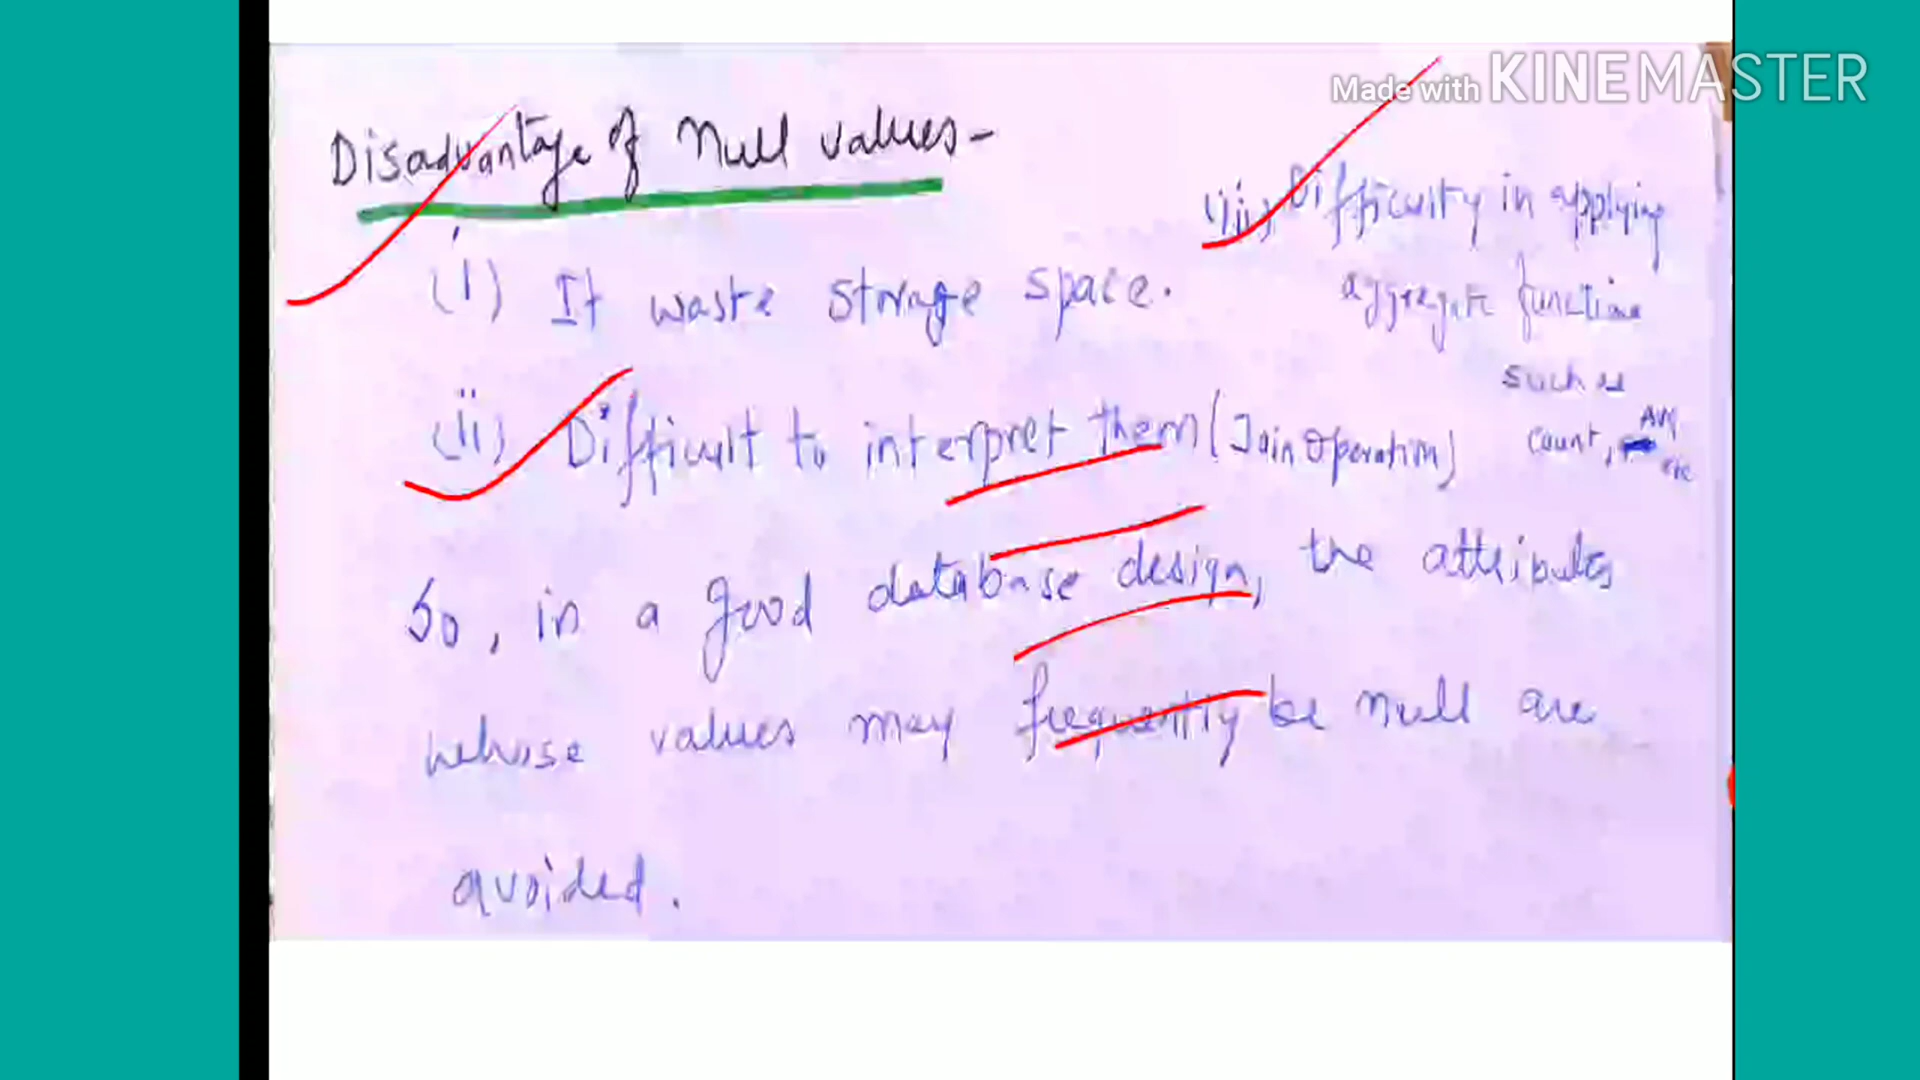 Made with KINEMASTER
Disadvantage of Null values-
(i) It waste storage space.
(ii) Difficult to interpret them (Join Operation)
(iii) Difficulty in applying
aggregate functions
such as
count, AVG
etc
So, in a good database design, the attributes
whose values may frequently be null are
avoided.